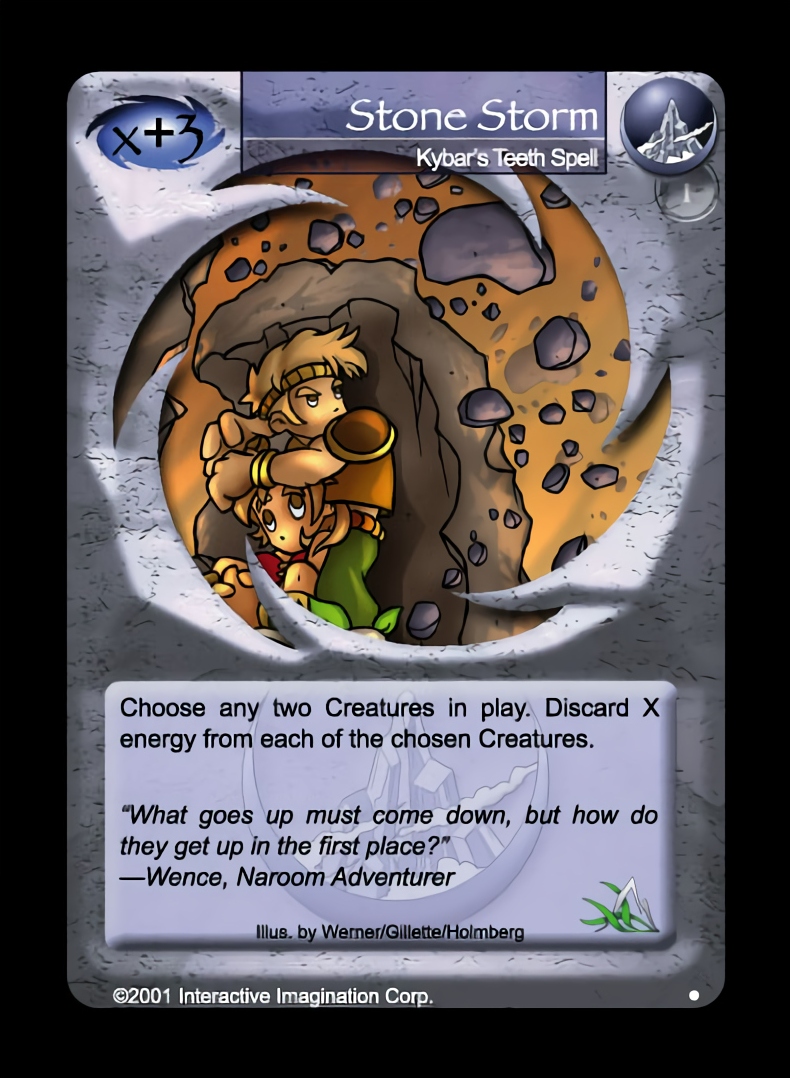 x+3
Stone Storm
Kybar's Teeth Spell
1
Choose any two Creatures in play. Discard X
energy from each of the chosen Creatures.
"What goes up must come down, but how do
they get up in the first place?"
—Wence, Naroom Adventurer
Illus. by Werner/Gillette/Holmberg
©2001 Interactive Imagination Corp.